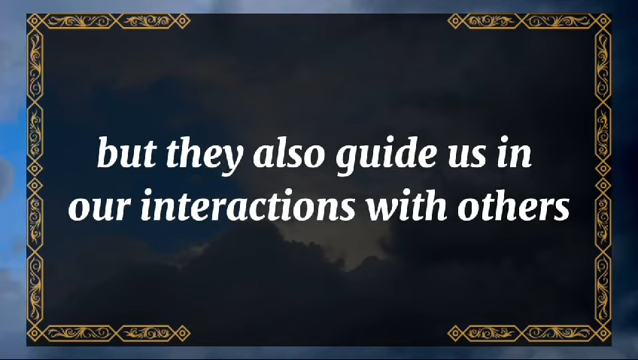 but they also guide us in
our interactions with others